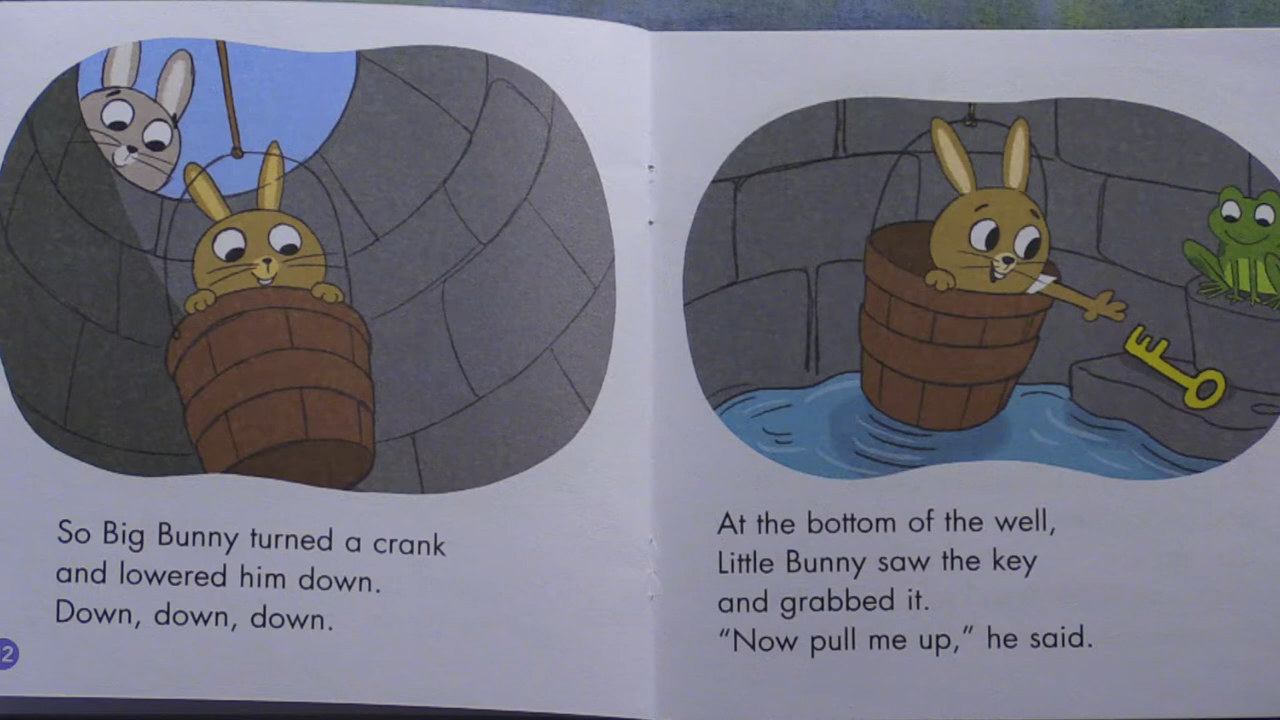 So Big Bunny turned a crank
and lowered him down.
Down, down, down.
At the bottom of the well,
Little Bunny saw the key
and grabbed it.
“Now pull me up,” he said.